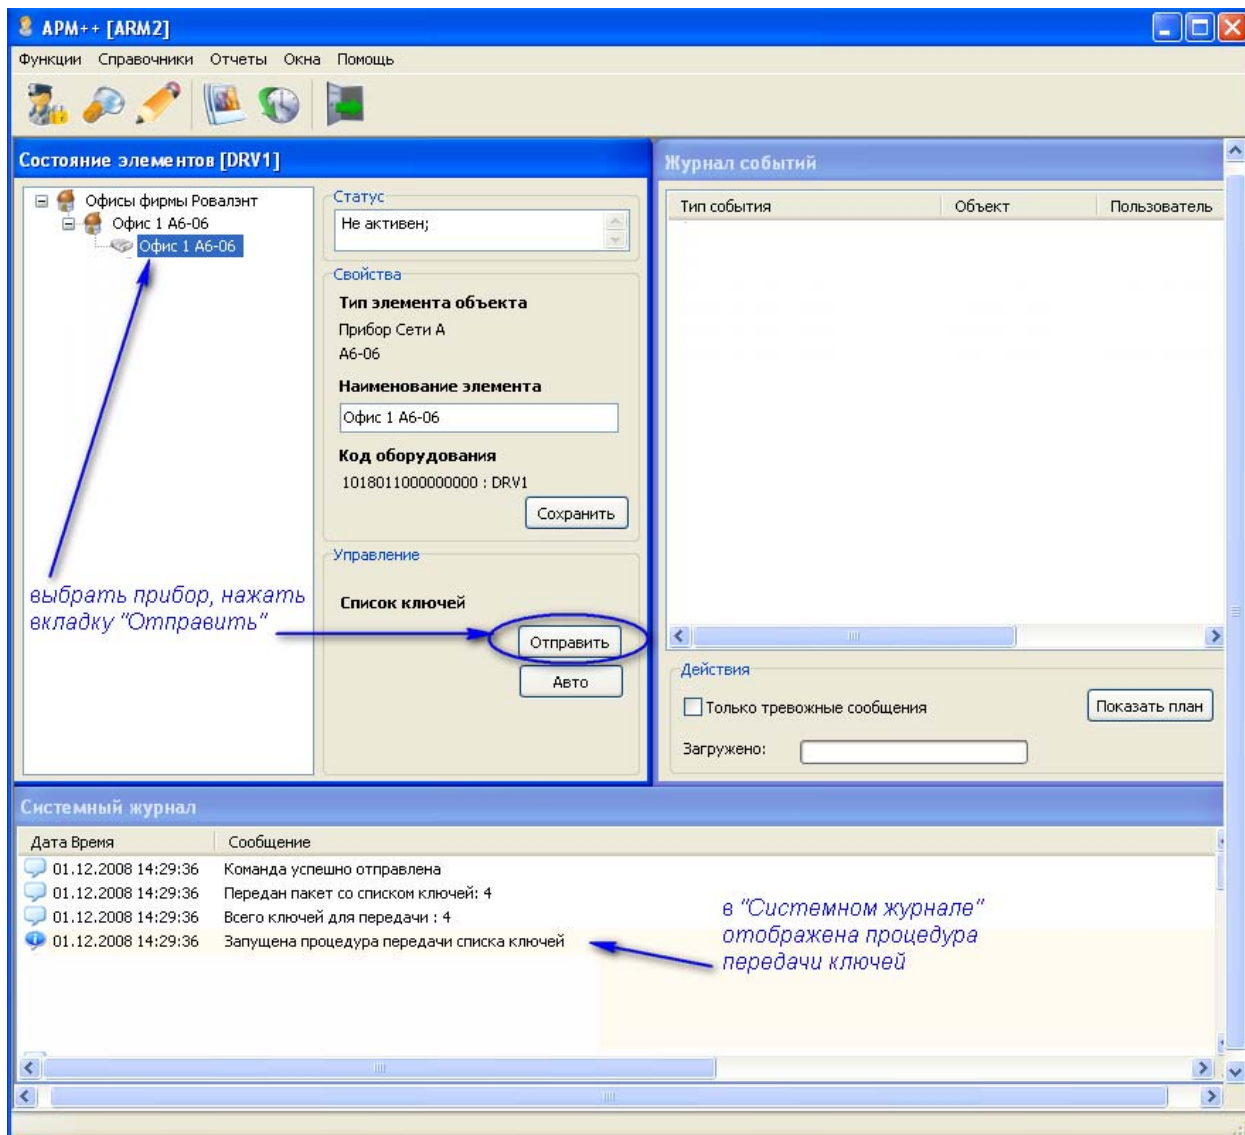 АРМ++ [ARM2]
Функции Справочники Отчеты Окна Помощь
Состояние элементов [DRV1]
Офисы фирмы Ровалэнт
Офис 1 А6-06
Офис 1 А6-06
Статус
Не активен;
Свойства
Тип элемента объекта
Прибор Сети А
А6-06
Наименование элемента
Офис 1 А6-06
Код оборудования
1018011000000000 : DRV1
Сохранить
Управление
Список ключей
Отправить
Авто
выбрать прибор, нажать
вкладку "Отправить"
Журнал событий
Тип события Объект Пользователь
Действия
Только тревожные сообщения
Показать план
Загружено:
Системный журнал
Дата Время Сообщение
01.12.2008 14:29:36 Команда успешно отправлена
01.12.2008 14:29:36 Передан пакет со списком ключей: 4
01.12.2008 14:29:36 Всего ключей для передачи : 4
01.12.2008 14:29:36 Запущена процедура передачи списка ключей
в "Системном журнале"
отображена процедура
передачи ключей